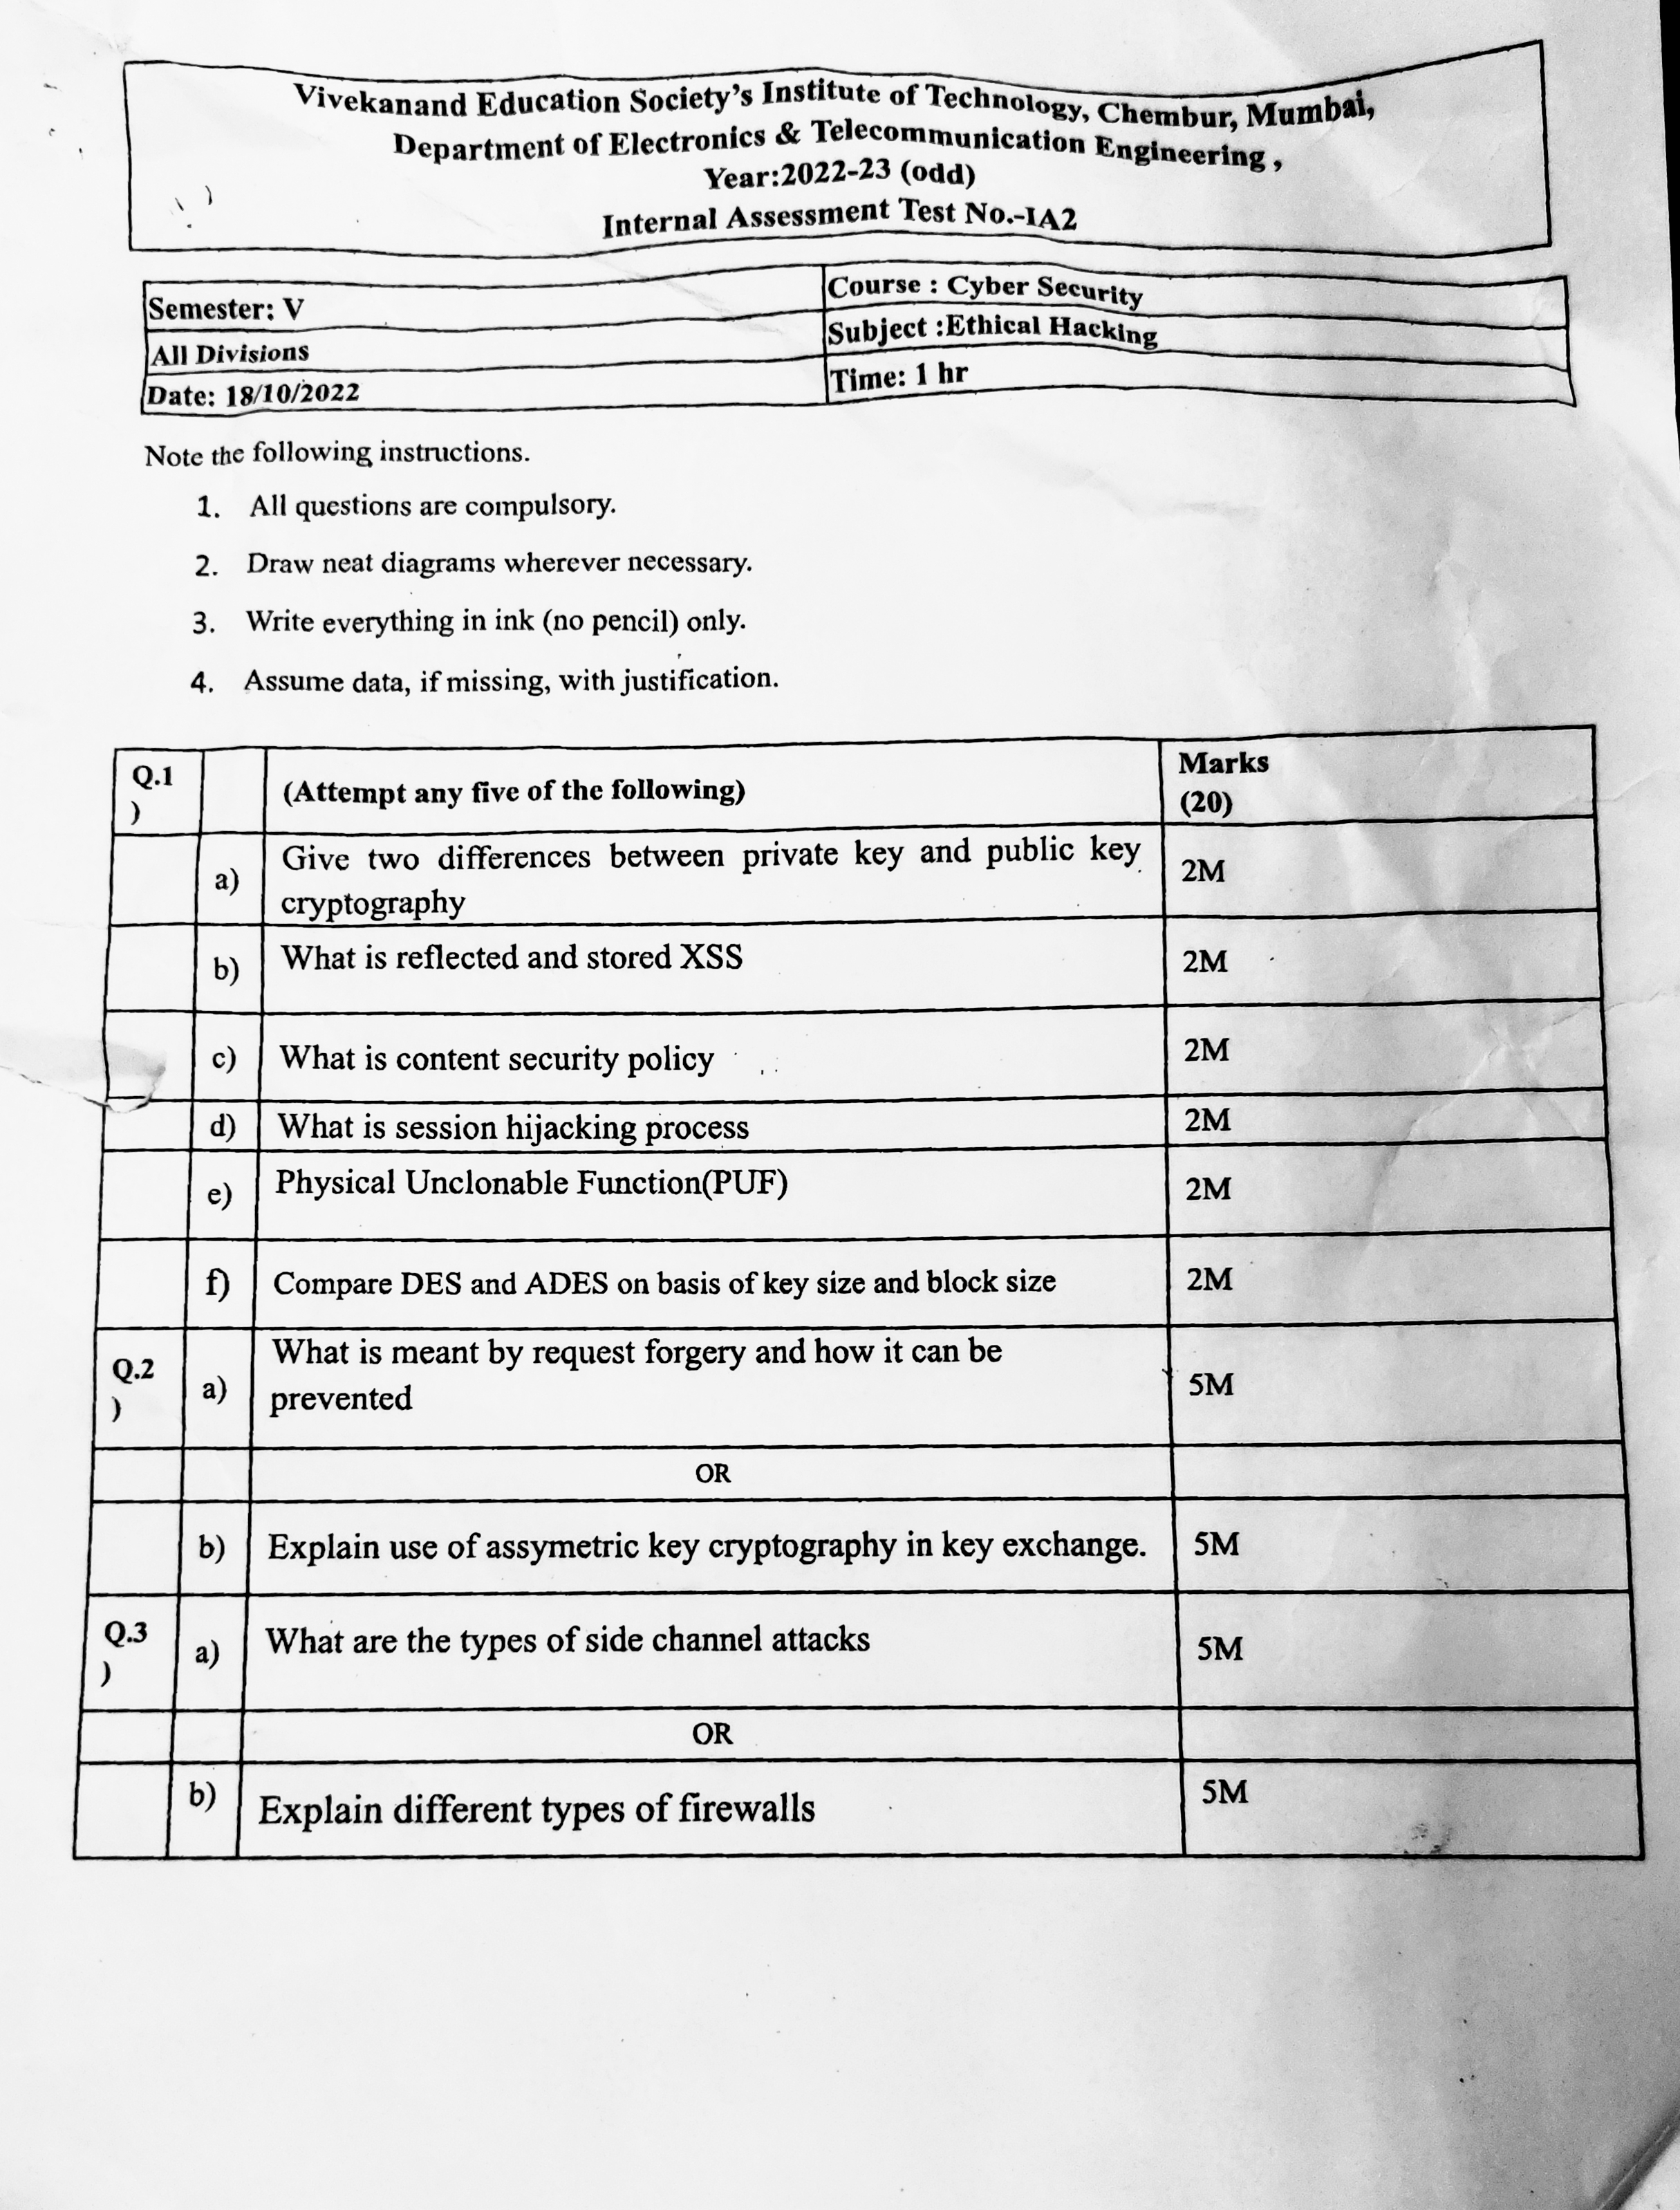 Vivekanand Education Society's Institute of Technology, Chembur, Mumbai,
Department of Electronics & Telecommunication Engineering ,
Year:2022-23 (odd)
Internal Assessment Test No.-IA2
Semester: V
Course : Cyber Security
All Divisions
Subject :Ethical Hacking
Date: 18/10/2022
Time: 1 hr
Note the following instructions.
1. All questions are compulsory.
2. Draw neat diagrams wherever necessary.
3. Write everything in ink (no pencil) only.
4. Assume data, if missing, with justification.
Q.1
)
(Attempt any five of the following)
Marks
(20)
a)
Give two differences between private key and public key
cryptography
2M
b)
What is reflected and stored XSS
2M
c)
What is content security policy
2M
d)
What is session hijacking process
2M
e)
Physical Unclonable Function(PUF)
2M
f)
Compare DES and ADES on basis of key size and block size
2M
Q.2
)
a)
What is meant by request forgery and how it can be
prevented
5M
OR
b)
Explain use of assymetric key cryptography in key exchange.
5M
Q.3
)
a)
What are the types of side channel attacks
5M
OR
b)
Explain different types of firewalls
5M